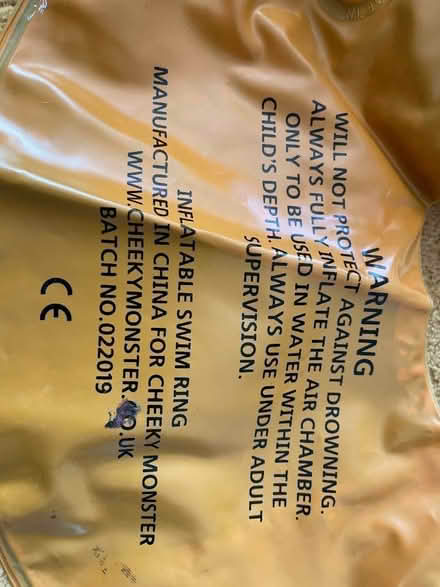 WARNING
WILL NOT PROTECT AGAINST DROWNING.
ALWAYS FULLY INFLATE THE AIR CHAMBER.
ONLY TO BE USED IN WATER WITHIN THE
CHILD'S DEPTH. ALWAYS USE UNDER ADULT
SUPERVISION.
INFLATABLE SWIM RING
MANUFACTURED IN CHINA FOR CHEEKY MONSTER
WWW.CHEEKYMONSTER. O.UK
BATCH NO.022019
CE